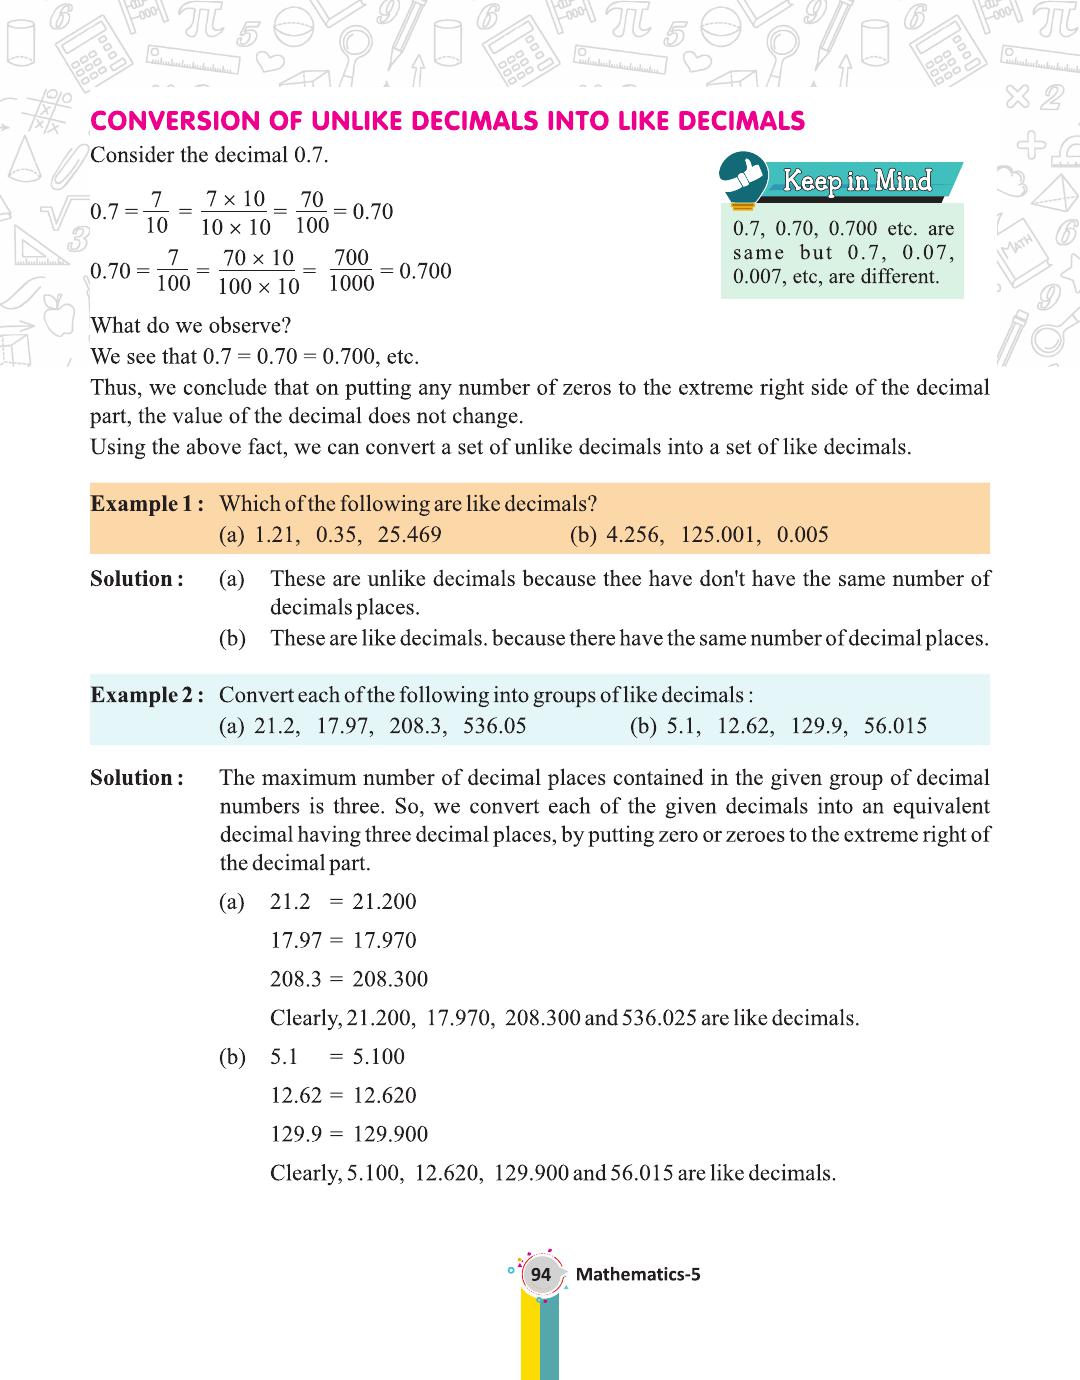 CONVERSION OF UNLIKE DECIMALS INTO LIKE DECIMALS
Consider the decimal 0.7.
0.7 = 7/10 = 7 × 10/10 × 10 = 70/100 = 0.70
0.70 = 7/100 = 70 × 10/100 × 10 = 700/1000 = 0.700
Keep in Mind
0.7, 0.70, 0.700 etc. are
same but 0.7, 0.07,
0.007, etc, are different.
What do we observe?
We see that 0.7 = 0.70 = 0.700, etc.
Thus, we conclude that on putting any number of zeros to the extreme right side of the decimal
part, the value of the decimal does not change.
Using the above fact, we can convert a set of unlike decimals into a set of like decimals.
Example 1 : Which of the following are like decimals?
(a) 1.21, 0.35, 25.469 (b) 4.256, 125.001, 0.005
Solution : (a) These are unlike decimals because thee have don't have the same number of
decimals places.
(b) These are like decimals. because there have the same number of decimal places.
Example 2 : Convert each of the following into groups of like decimals :
(a) 21.2, 17.97, 208.3, 536.05 (b) 5.1, 12.62, 129.9, 56.015
Solution : The maximum number of decimal places contained in the given group of decimal
numbers is three. So, we convert each of the given decimals into an equivalent
decimal having three decimal places, by putting zero or zeroes to the extreme right of
the decimal part.
(a) 21.2 = 21.200
17.97 = 17.970
208.3 = 208.300
Clearly, 21.200, 17.970, 208.300 and 536.025 are like decimals.
(b) 5.1 = 5.100
12.62 = 12.620
129.9 = 129.900
Clearly, 5.100, 12.620, 129.900 and 56.015 are like decimals.
94 Mathematics-5